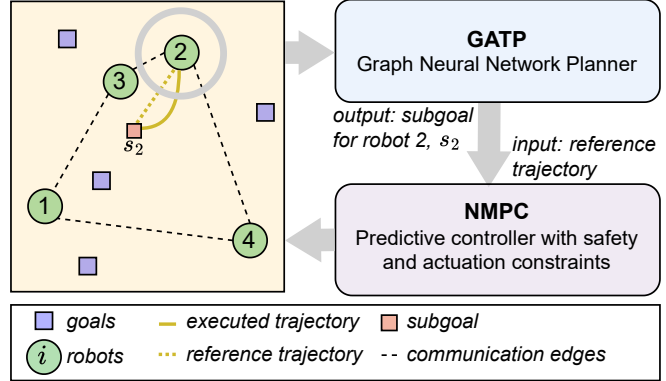 2
3
s₂
1
4
GATP
Graph Neural Network Planner
output: subgoal
for robot 2, s₂
input: reference
trajectory
NMPC
Predictive controller with safety
and actuation constraints
goals
executed trajectory
subgoal
i robots
reference trajectory
communication edges